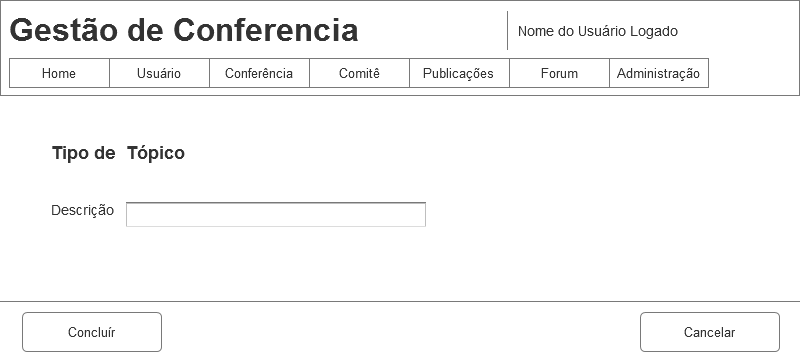 Gestão de Conferencia
Nome do Usuário Logado
Home Usuário Conferência Comitê Publicações Forum Administração
Tipo de Tópico
Descrição
Concluír Cancelar